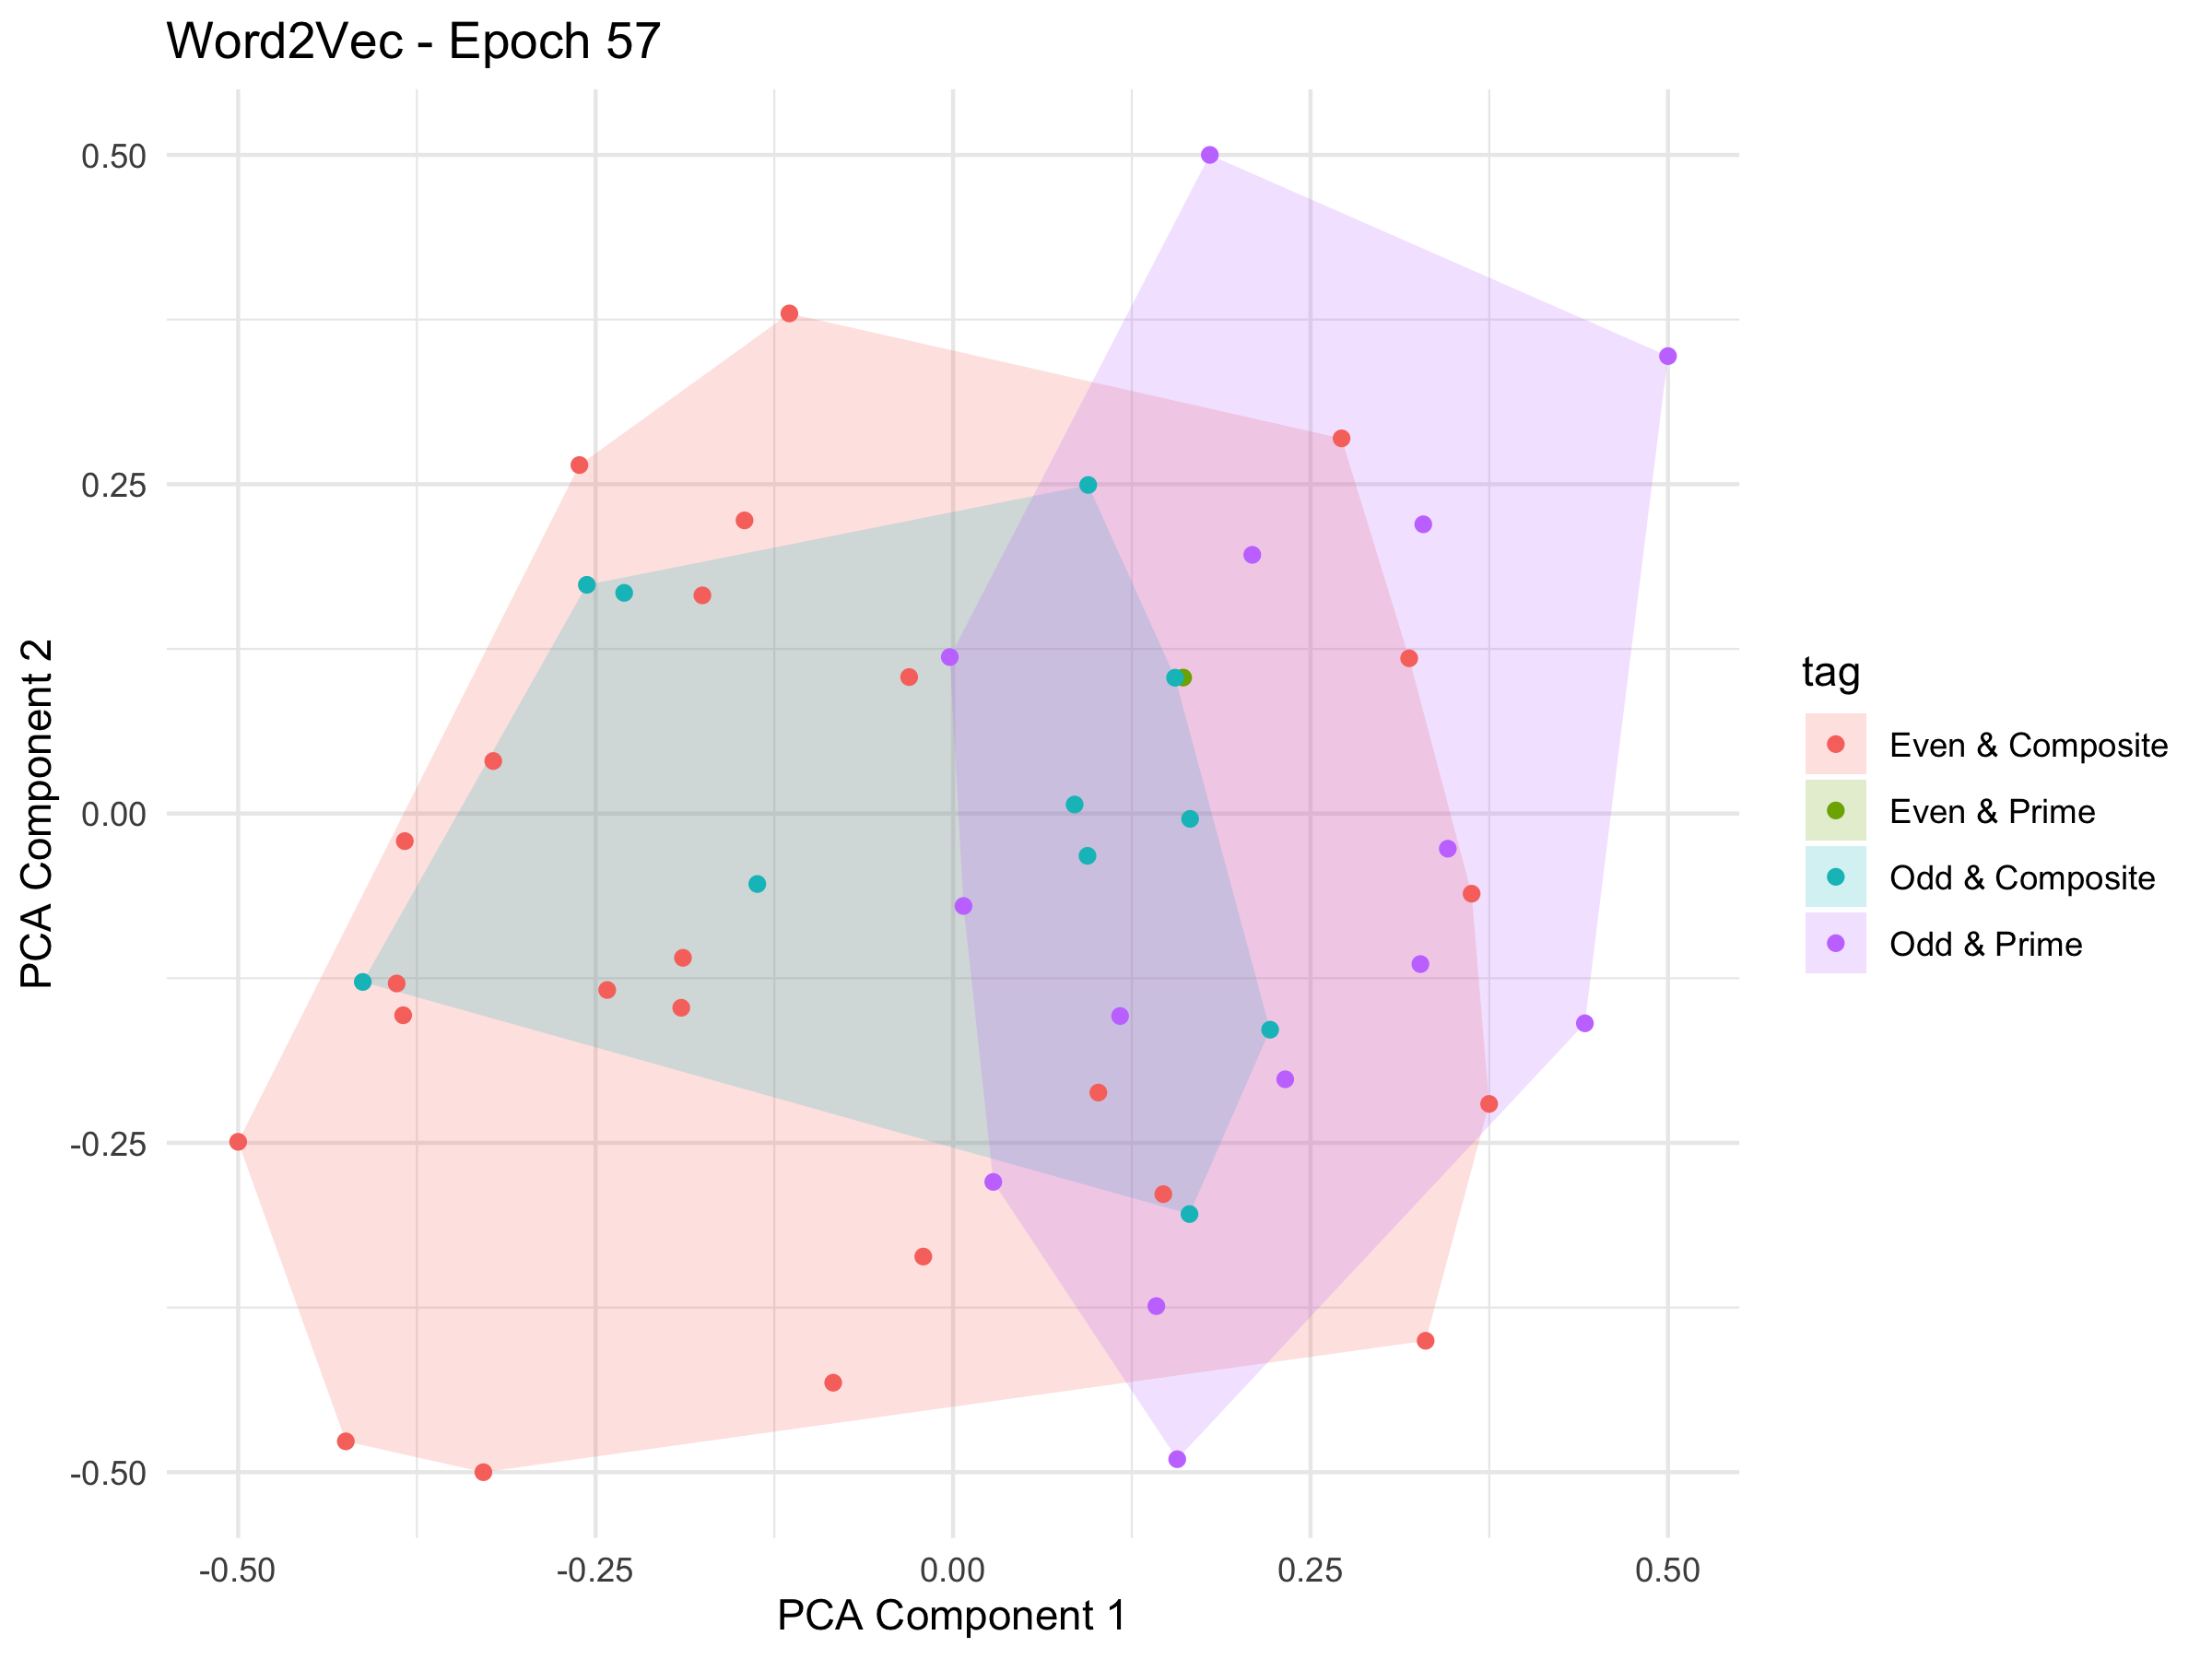 Word2Vec - Epoch 57
0.50
0.25
0.00
-0.25
-0.50
PCA Component 2
-0.50 -0.25 0.00 0.25 0.50
PCA Component 1
tag
Even & Composite
Even & Prime
Odd & Composite
Odd & Prime